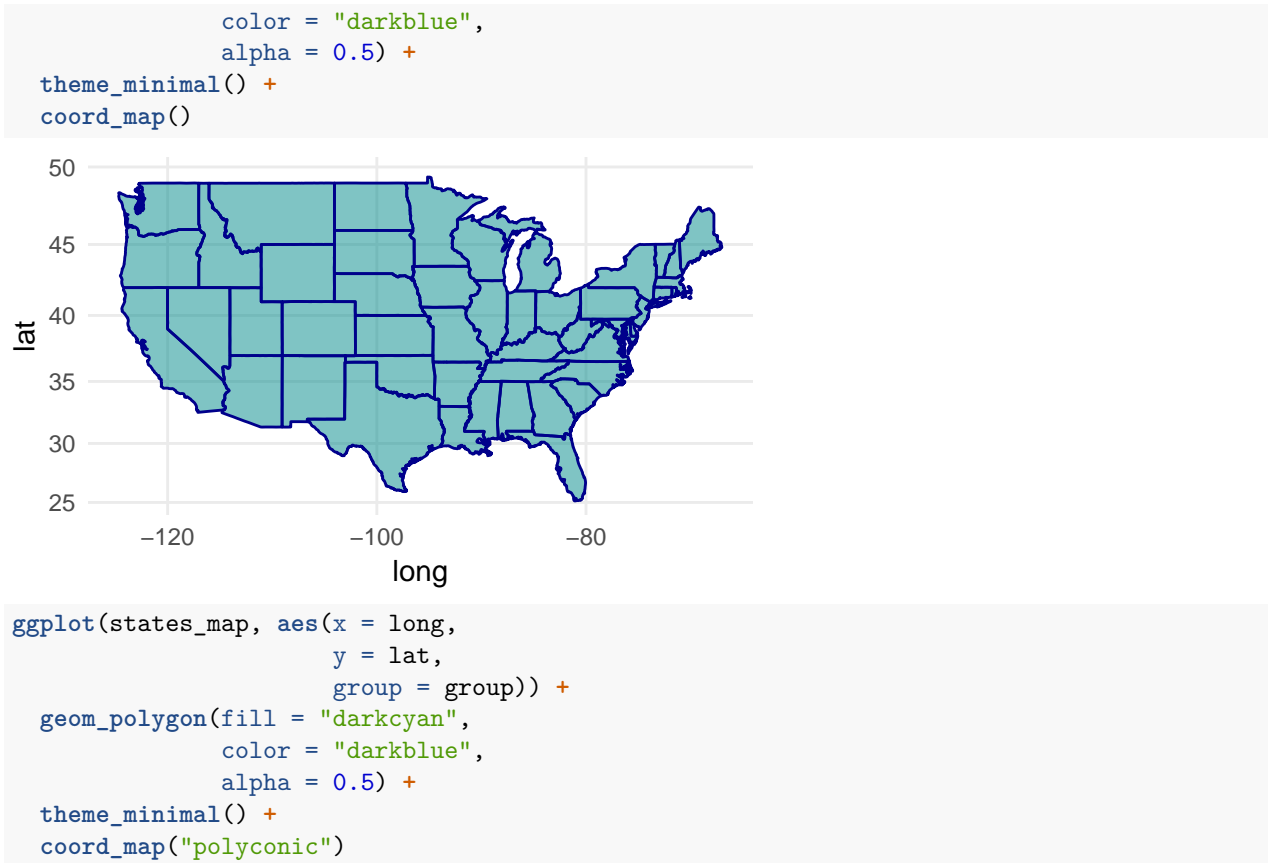 color = "darkblue",
               alpha = 0.5) +
  theme_minimal() +
  coord_map()
50
45
40
35
30
25
lat
−120 −100 −80
long
ggplot(states_map, aes(x = long,
                       y = lat,
                       group = group)) +
  geom_polygon(fill = "darkcyan",
               color = "darkblue",
               alpha = 0.5) +
  theme_minimal() +
  coord_map("polyconic")